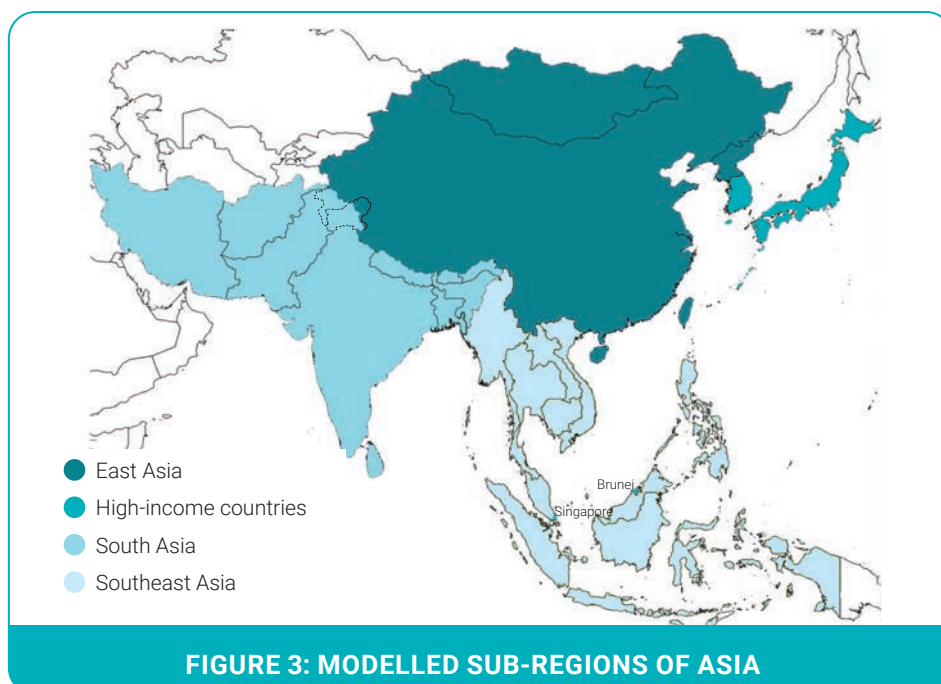 Brunei
Singapore
East Asia
High-income countries
South Asia
Southeast Asia
FIGURE 3: MODELLED SUB-REGIONS OF ASIA